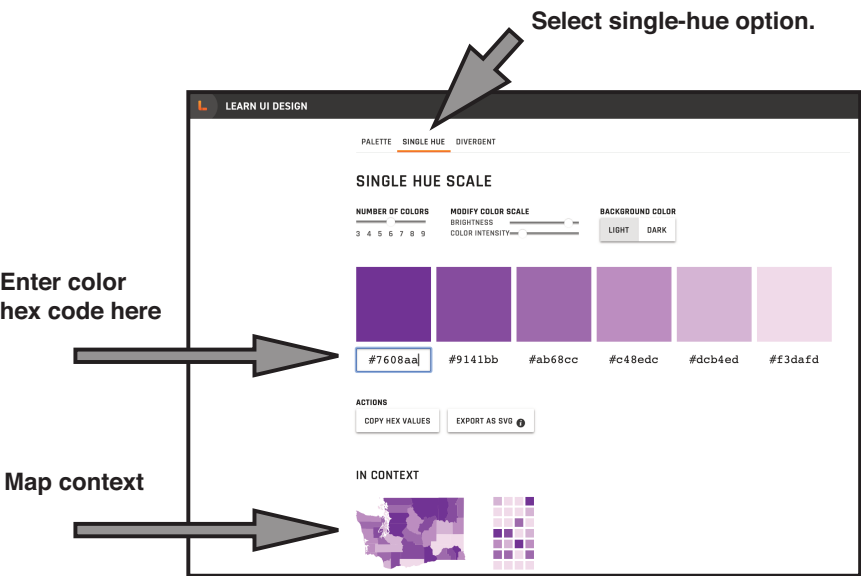 Select single-hue option.
LEARN UI DESIGN
PALETTE SINGLE HUE DIVERGENT
SINGLE HUE SCALE
NUMBER OF COLORS MODIFY COLOR SCALE BACKGROUND COLOR
BRIGHTNESS
3 4 5 6 7 8 9 COLOR INTENSITY LIGHT DARK
Enter color
hex code here
#7608aa #9141bb #ab68cc #c48edc #dcb4ed #f3dafd
ACTIONS
COPY HEX VALUES EXPORT AS SVG i
Map context
IN CONTEXT